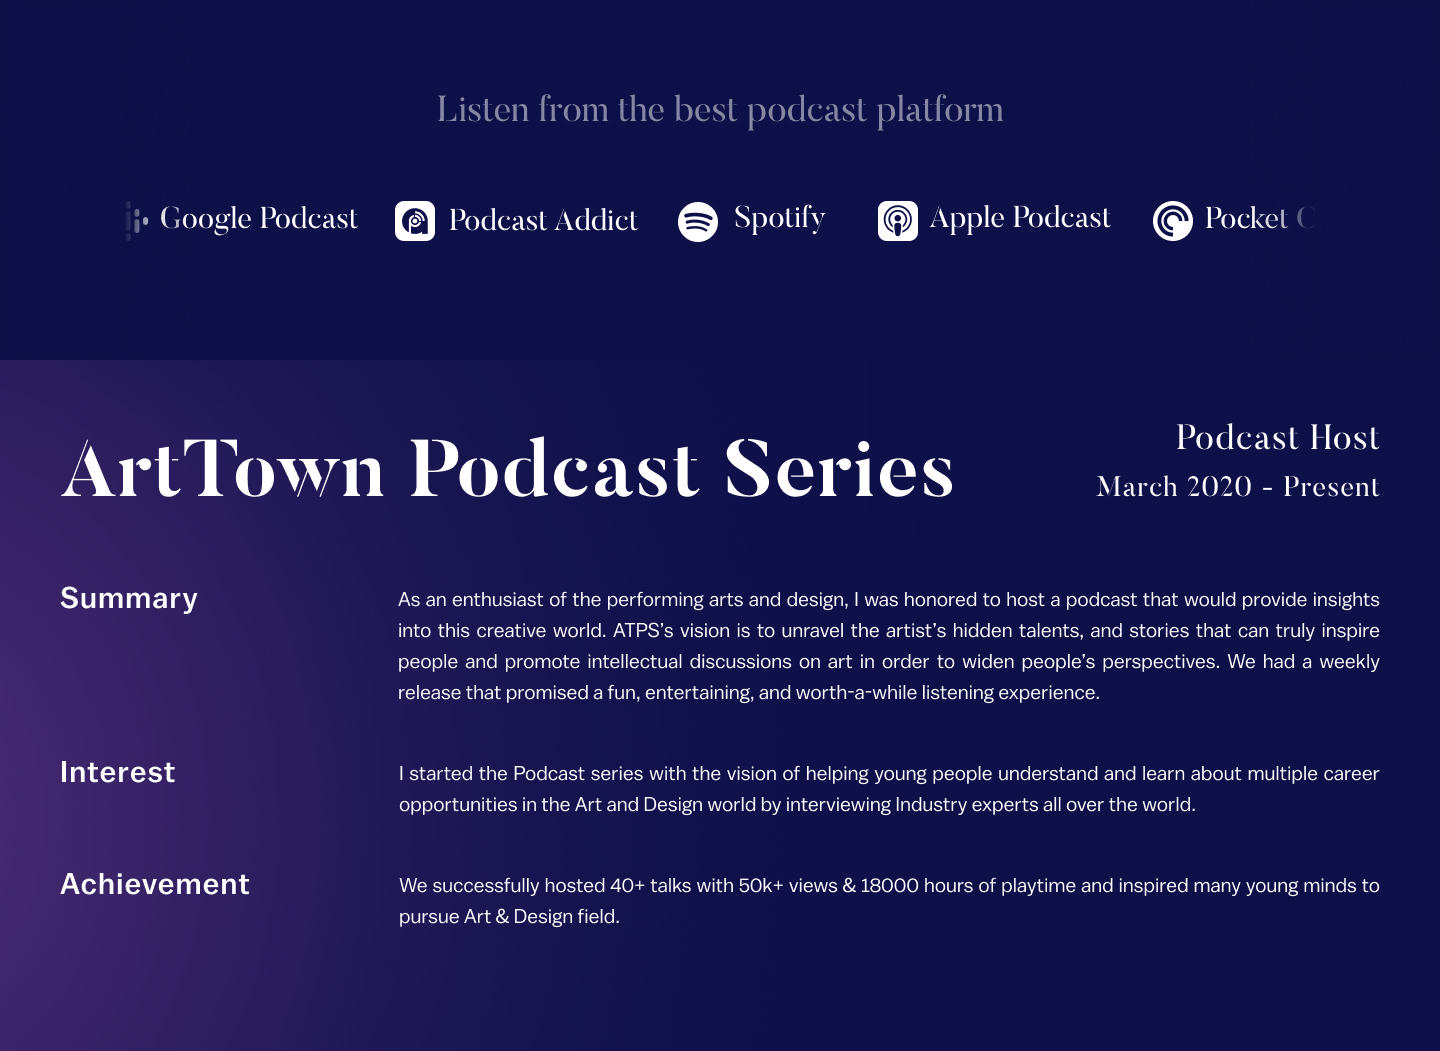 Listen from the best podcast platform
Google Podcast
Podcast Addict
Spotify
Apple Podcast
Pocket C
ArtTown Podcast Series
Podcast Host
March 2020 - Present
Summary
As an enthusiast of the performing arts and design, I was honored to host a podcast that would provide insights
into this creative world. ATPS’s vision is to unravel the artist’s hidden talents, and stories that can truly inspire
people and promote intellectual discussions on art in order to widen people’s perspectives. We had a weekly
release that promised a fun, entertaining, and worth-a-while listening experience.
Interest
I started the Podcast series with the vision of helping young people understand and learn about multiple career
opportunities in the Art and Design world by interviewing Industry experts all over the world.
Achievement
We successfully hosted 40+ talks with 50k+ views & 18000 hours of playtime and inspired many young minds to
pursue Art & Design field.